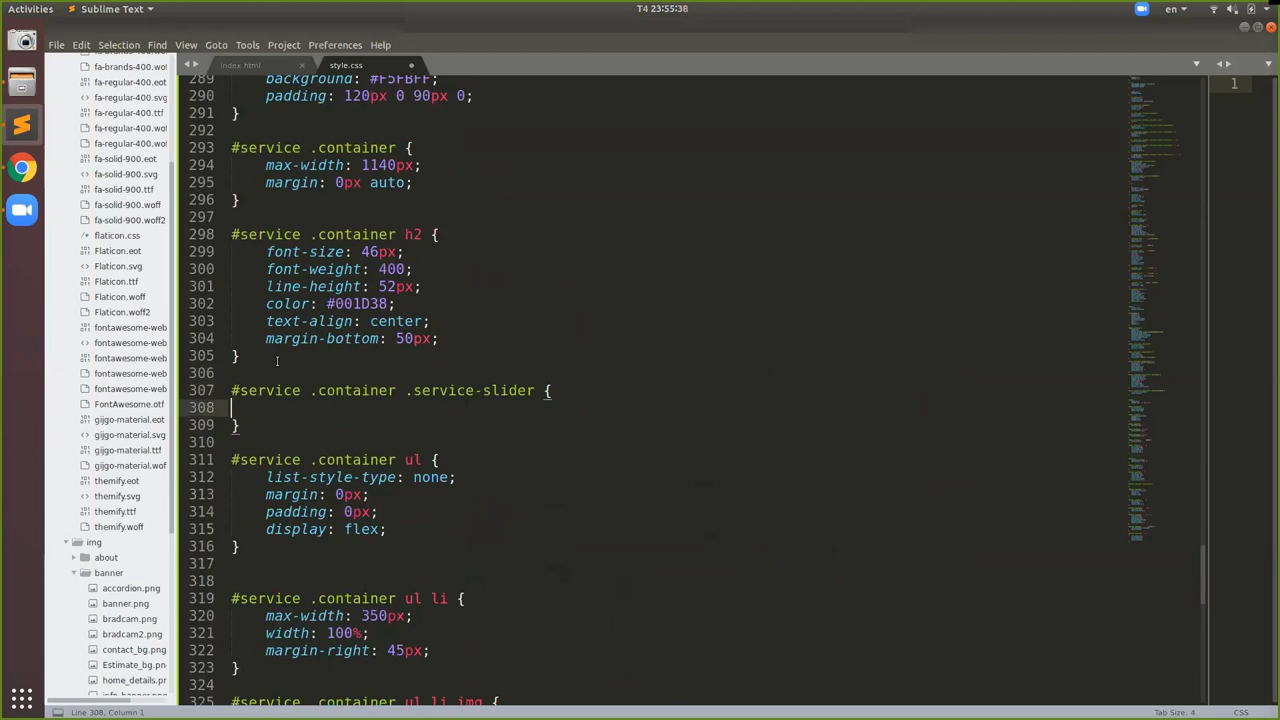 Activities
Sublime Text
T4 23:55:38
en
File Edit Selection Find View Goto Tools Project Preferences Help
index.html
style.css
1
fa-brands-400.wof
fa-regular-400.eot
fa-regular-400.svg
fa-regular-400.ttf
fa-regular-400.wo
fa-regular-400.wo
fa-solid-900.eot
fa-solid-900.svg
fa-solid-900.ttf
fa-solid-900.woff
fa-solid-900.woff2
flaticon.css
Flaticon.eot
Flaticon.svg
Flaticon.ttf
Flaticon.woff
Flaticon.woff2
fontawesome-web
fontawesome-web
fontawesome-web
fontawesome-web
fontawesome-web
FontAwesome.otf
gijgo-material.eot
gijgo-material.svg
gijgo-material.ttf
gijgo-material.wof
themify.eot
themify.svg
themify.ttf
themify.woff
img
about
banner
accordion.png
banner.png
bradcam.png
bradcam2.png
contact_bg.png
Estimate_bg.pn
home_details.p
289 background: #F5FBFF;
290 padding: 120px 0 90px 0;
291 }
292
293 #service .container {
294 max-width: 1140px;
295 margin: 0px auto;
296 }
297
298 #service .container h2 {
299 font-size: 46px;
300 font-weight: 400;
301 line-height: 52px;
302 color: #001D38;
303 text-align: center;
304 margin-bottom: 50px;
305 }
306
307 #service .container .service-slider {
308
309 }
310
311 #service .container ul {
312 list-style-type: none;
313 margin: 0px;
314 padding: 0px;
315 display: flex;
316 }
317
318
319 #service .container ul li {
320 max-width: 350px;
321 width: 100%;
322 margin-right: 45px;
323 }
324
325 #service .container ul li img {
Line 308, Column 1
Tab Size: 4
CSS